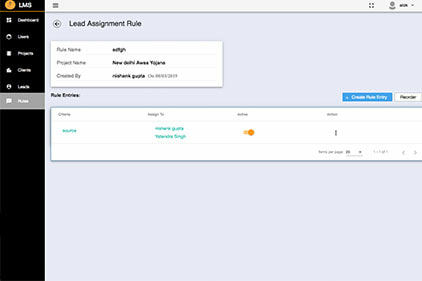 LMS
alok
Dashboard
Users
Projects
Clients
Leads
Rules
Lead Assignment Rule
Rule Name
sdfgh
Project Name
New delhi Awas Yojana
Created By
nishank gupta On 08/03/2019
Rule Entries:
+ Create Rule Entry
Reorder
Criteria
Assign To
Active
Action
source
nishank gupta
Yatendra Singh
Items per page
20
1 - 1 of 1